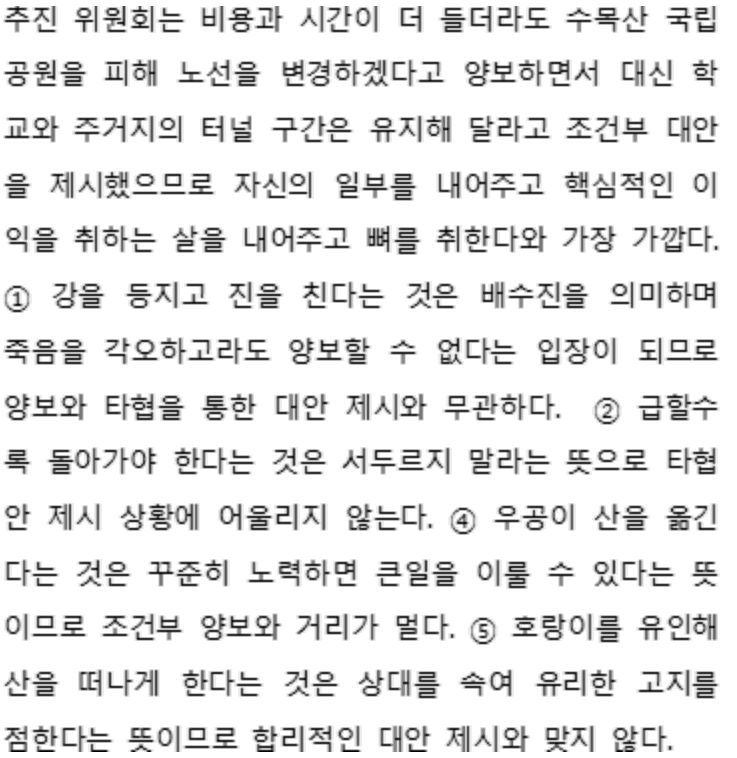 추진 위원회는 비용과 시간이 더 들더라도 수목산 국립
공원을 피해 노선을 변경하겠다고 양보하면서 대신 학
교와 주거지의 터널 구간은 유지해 달라고 조건부 대안
을 제시했으므로 자신의 일부를 내어주고 핵심적인 이
익을 취하는 살을 내어주고 뼈를 취한다와 가장 가깝다.
① 강을 등지고 진을 친다는 것은 배수진을 의미하며
죽음을 각오하고라도 양보할 수 없다는 입장이 되므로
양보와 타협을 통한 대안 제시와 무관하다. ② 급할수
록 돌아가야 한다는 것은 서두르지 말라는 뜻으로 타협
안 제시 상황에 어울리지 않는다. ④ 우공이 산을 옮긴
다는 것은 꾸준히 노력하면 큰일을 이룰 수 있다는 뜻
이므로 조건부 양보와 거리가 멀다. ⑤ 호랑이를 유인해
산을 떠나게 한다는 것은 상대를 속여 유리한 고지를
점한다는 뜻이므로 합리적인 대안 제시와 맞지 않다.